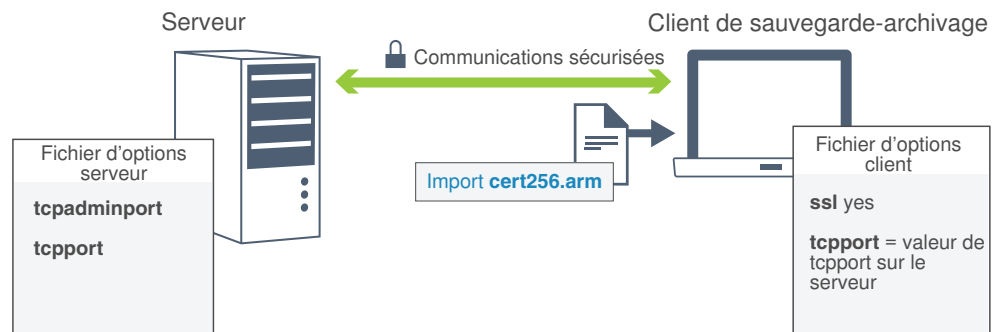 Serveur
Client de sauvegarde-archivage
Communications sécurisées
Fichier d'options
serveur
tcpadminport
tcpport
Import cert256.arm
Fichier d'options
client
ssl yes
tcpport = valeur de
tcpport sur le
serveur